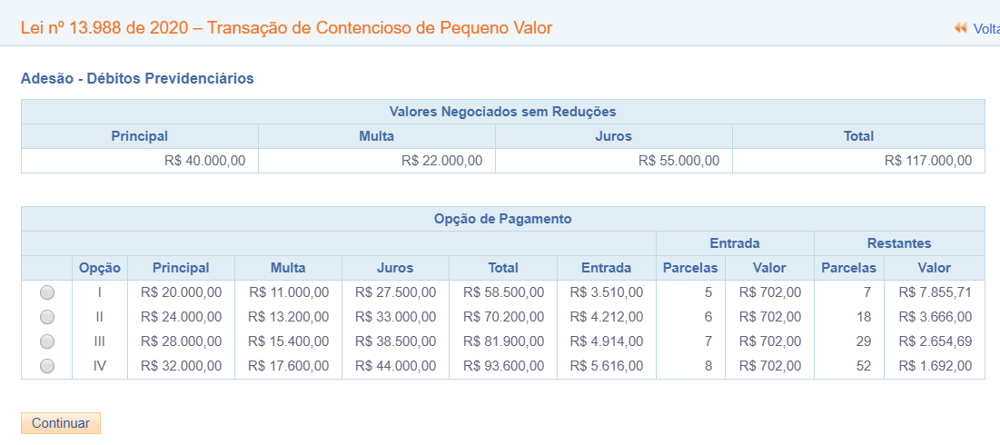 Lei nº 13.988 de 2020 – Transação de Contencioso de Pequeno Valor
Adesão - Débitos Previdenciários
Valores Negociados sem Reduções
Principal Multa Juros Total
R$ 40.000,00 R$ 22.000,00 R$ 55.000,00 R$ 117.000,00
Opção de Pagamento
Entrada Restantes
Opção Principal Multa Juros Total Entrada Parcelas Valor Parcelas Valor
I R$ 20.000,00 R$ 11.000,00 R$ 27.500,00 R$ 58.500,00 R$ 3.510,00 5 R$ 702,00 7 R$ 7.855,71
II R$ 24.000,00 R$ 13.200,00 R$ 33.000,00 R$ 70.200,00 R$ 4.212,00 6 R$ 702,00 18 R$ 3.666,00
III R$ 28.000,00 R$ 15.400,00 R$ 38.500,00 R$ 81.900,00 R$ 4.914,00 7 R$ 702,00 29 R$ 2.654,69
IV R$ 32.000,00 R$ 17.600,00 R$ 44.000,00 R$ 93.600,00 R$ 5.616,00 8 R$ 702,00 52 R$ 1.692,00
Continuar